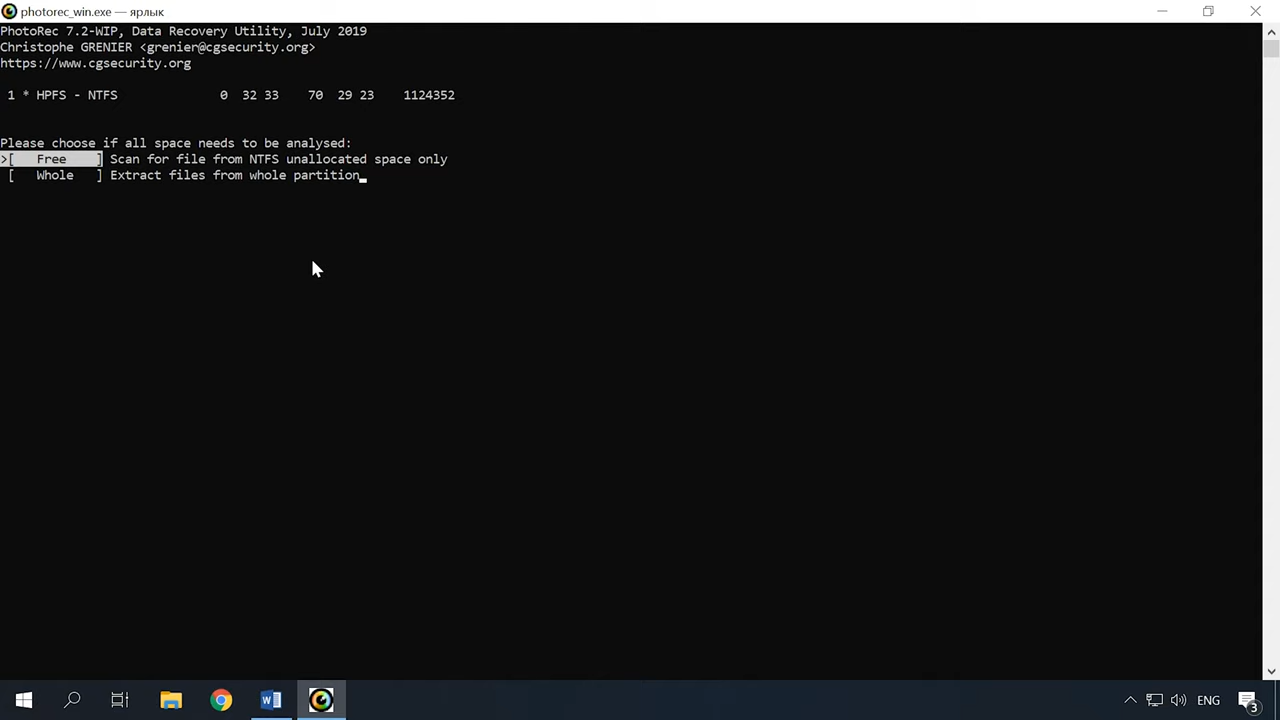 photorec_win.exe — ярлык
PhotoRec 7.2-WIP, Data Recovery Utility, July 2019
Christophe GRENIER <grenier@cgsecurity.org>
https://www.cgsecurity.org
1 * HPFS - NTFS 0 32 33 70 29 23 1124352
Please choose if all space needs to be analysed:
>[ Free ] Scan for file from NTFS unallocated space only
[ Whole ] Extract files from whole partition_
ENG
3